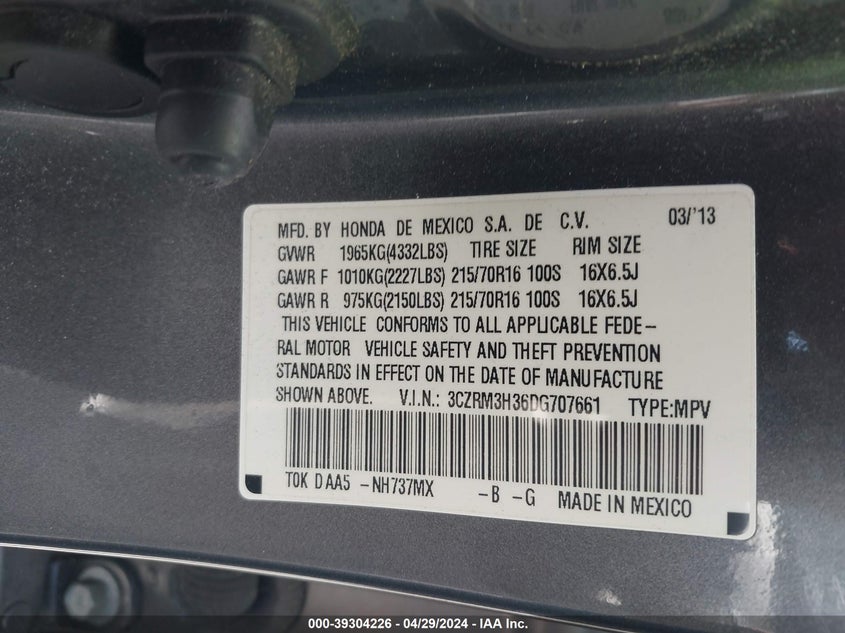 MFD. BY HONDA DE MEXICO S.A. DE C.V. 03/'13
GVWR 1965KG(4332LBS) TIRE SIZE RIM SIZE
GAWR F 1010KG(2227LBS) 215/70R16 100S 16X6.5J
GAWR R 975KG(2150LBS) 215/70R16 100S 16X6.5J
THIS VEHICLE CONFORMS TO ALL APPLICABLE FEDE-
RAL MOTOR VEHICLE SAFETY AND THEFT PREVENTION
STANDARDS IN EFFECT ON THE DATE OF MANUFACTURE
SHOWN ABOVE. V.I.N.: 3CZRM3H36DG707661 TYPE:MPV
T0K D AA5 -NH737MX -B -G MADE IN MEXICO
000-39304226 - 04/29/2024 - IAA Inc.